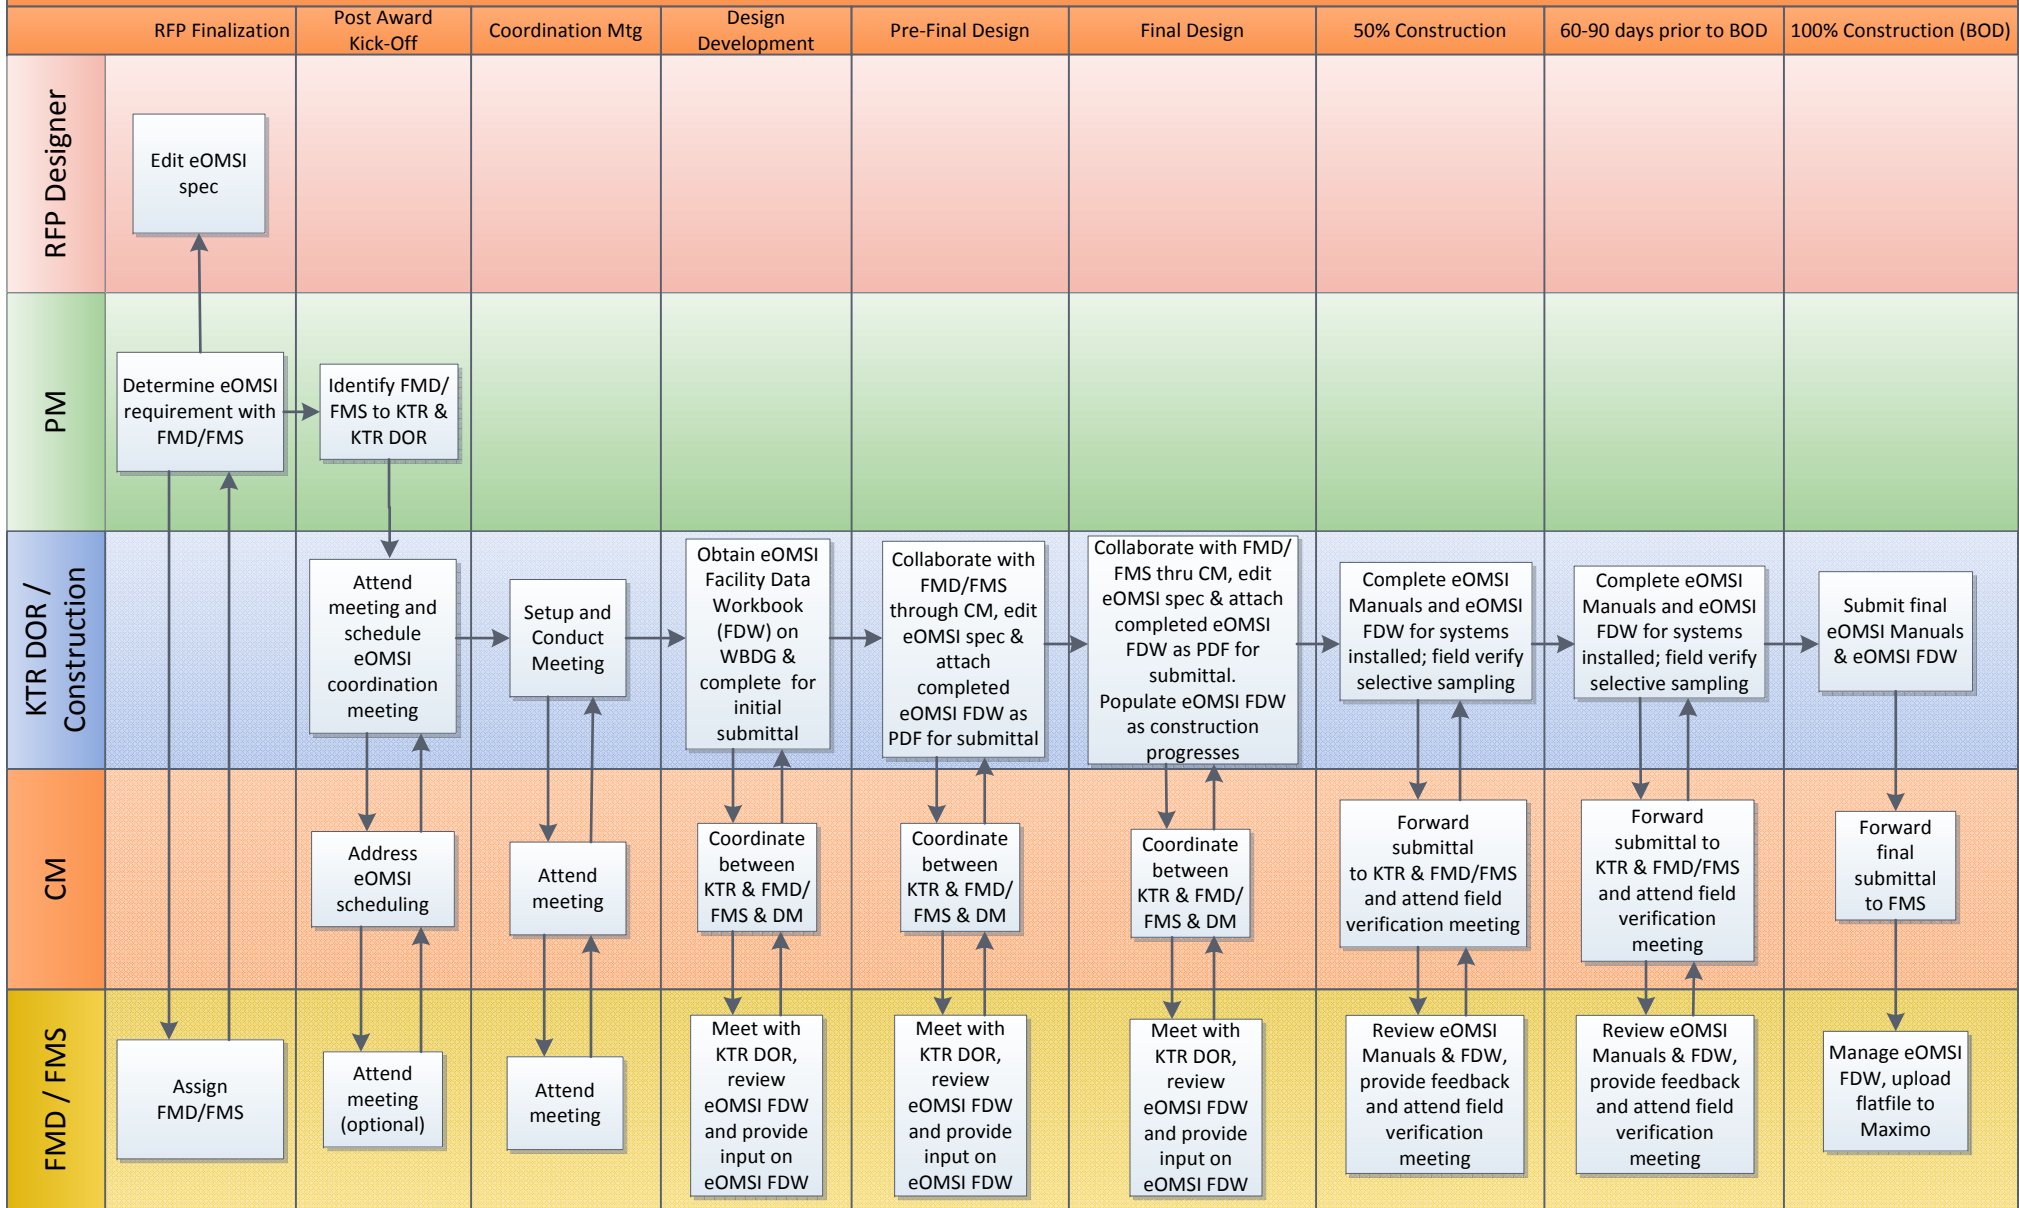 RFP Finalization
Post Award
Kick-Off
Coordination Mtg
Design
Development
Pre-Final Design
Final Design
50% Construction
60-90 days prior to BOD
100% Construction (BOD)
RFP Designer
Edit eOMSI
spec
PM
Determine eOMSI
requirement with
FMD/FMS
Identify FMD/
FMS to KTR &
KTR DOR
KTR DOR /
Construction
Attend
meeting and
schedule
eOMSI
coordination
meeting
Setup and
Conduct
Meeting
Obtain eOMSI
Facility Data
Workbook
(FDW) on
WBDG &
complete for
initial
submittal
Collaborate with
FMD/FMS
through CM, edit
eOMSI spec &
attach
completed
eOMSI FDW as
PDF for submittal
Collaborate with FMD/
FMS thru CM, edit
eOMSI spec & attach
completed eOMSI
FDW as PDF for
submittal.
Populate eOMSI FDW
as construction
progresses
Complete eOMSI
Manuals and eOMSI
FDW for systems
installed; field verify
selective sampling
Complete eOMSI
Manuals and eOMSI
FDW for systems
installed; field verify
selective sampling
Submit final
eOMSI Manuals
& eOMSI FDW
CM
Address
eOMSI
scheduling
Attend
meeting
Coordinate
between
KTR & FMD/
FMS & DM
Coordinate
between
KTR & FMD/
FMS & DM
Coordinate
between
KTR & FMD/
FMS & DM
Forward
submittal
to KTR & FMD/FMS
and attend field
verification meeting
Forward
submittal to
KTR & FMD/FMS
and attend field
verification
meeting
Forward
final
submittal
to FMS
FMD / FMS
Assign
FMD/FMS
Attend
meeting
(optional)
Attend
meeting
Meet with
KTR DOR,
review
eOMSI FDW
and provide
input on
eOMSI FDW
Meet with
KTR DOR,
review
eOMSI FDW
and provide
input on
eOMSI FDW
Meet with
KTR DOR,
review
eOMSI FDW
and provide
input on
eOMSI FDW
Review eOMSI
Manuals & FDW,
provide feedback
and attend field
verification
meeting
Review eOMSI
Manuals & FDW,
provide feedback
and attend field
verification
meeting
Manage eOMSI
FDW, upload
flatfile to
Maximo